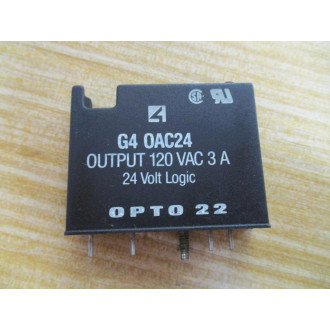 G4 OAC24
OUTPUT 120 VAC 3 A
24 Volt Logic
OPTO 22